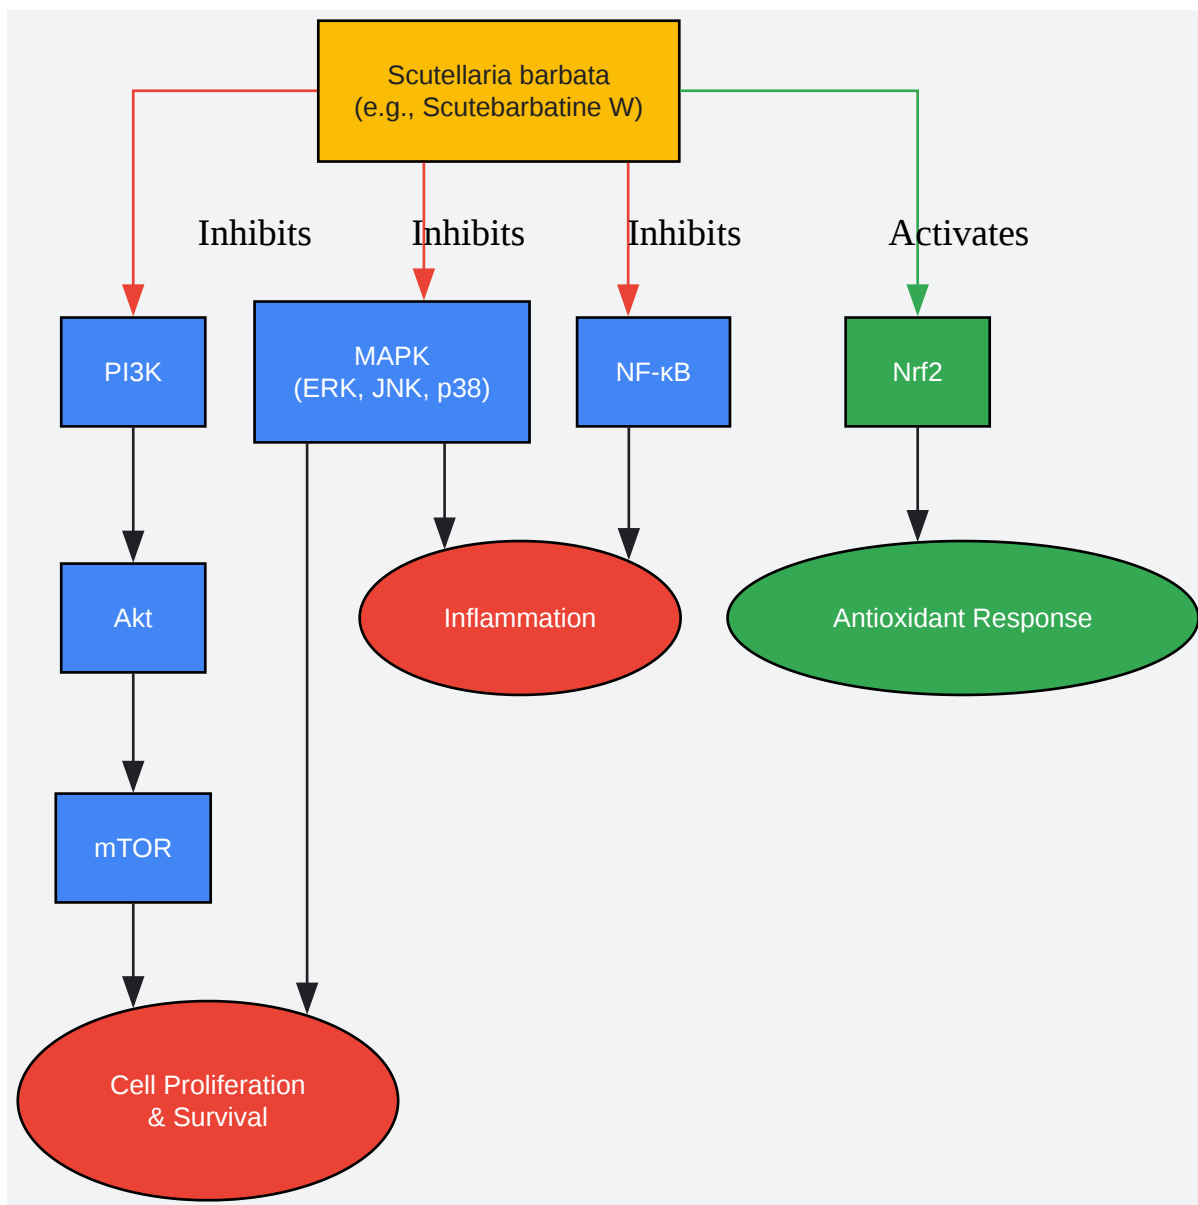 Scutellaria barbata
(e.g., Scutebarbatine W)
Inhibits
Inhibits
Inhibits
Activates
PI3K
MAPK
(ERK, JNK, p38)
NF-κB
Nrf2
Akt
Inflammation
Antioxidant Response
mTOR
Cell Proliferation
& Survival